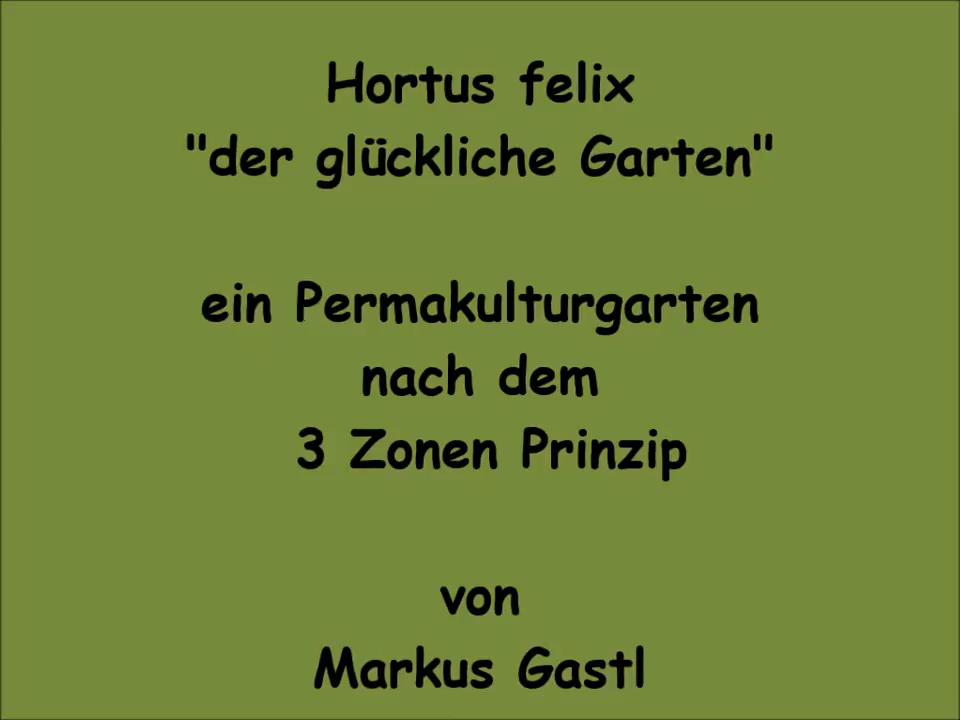 Hortus felix
"der glückliche Garten"
ein Permakulturgarten
nach dem
3 Zonen Prinzip
von
Markus Gastl